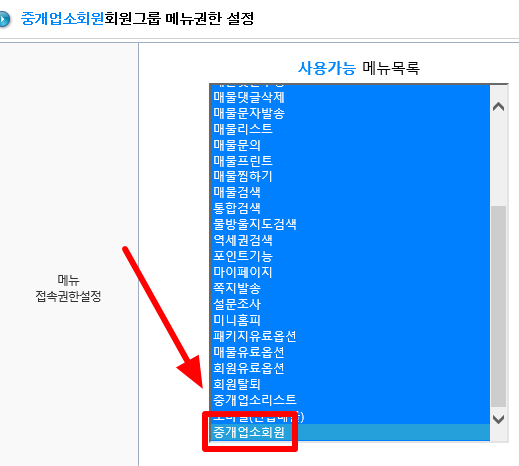 중개업소회원회원그룹 메뉴권한 설정
사용가능 메뉴목록
매물댓글삭제
매물문자발송
매물리스트
매물문의
매물프린트
매물찜하기
매물검색
통합검색
물방울지도검색
역세권검색
포인트기능
마이페이지
쪽지발송
설문조사
미니홈피
패키지유료옵션
매물유료옵션
회원유료옵션
회원탈퇴
중개업소리스트
중개업소회원
메뉴
접속권한설정